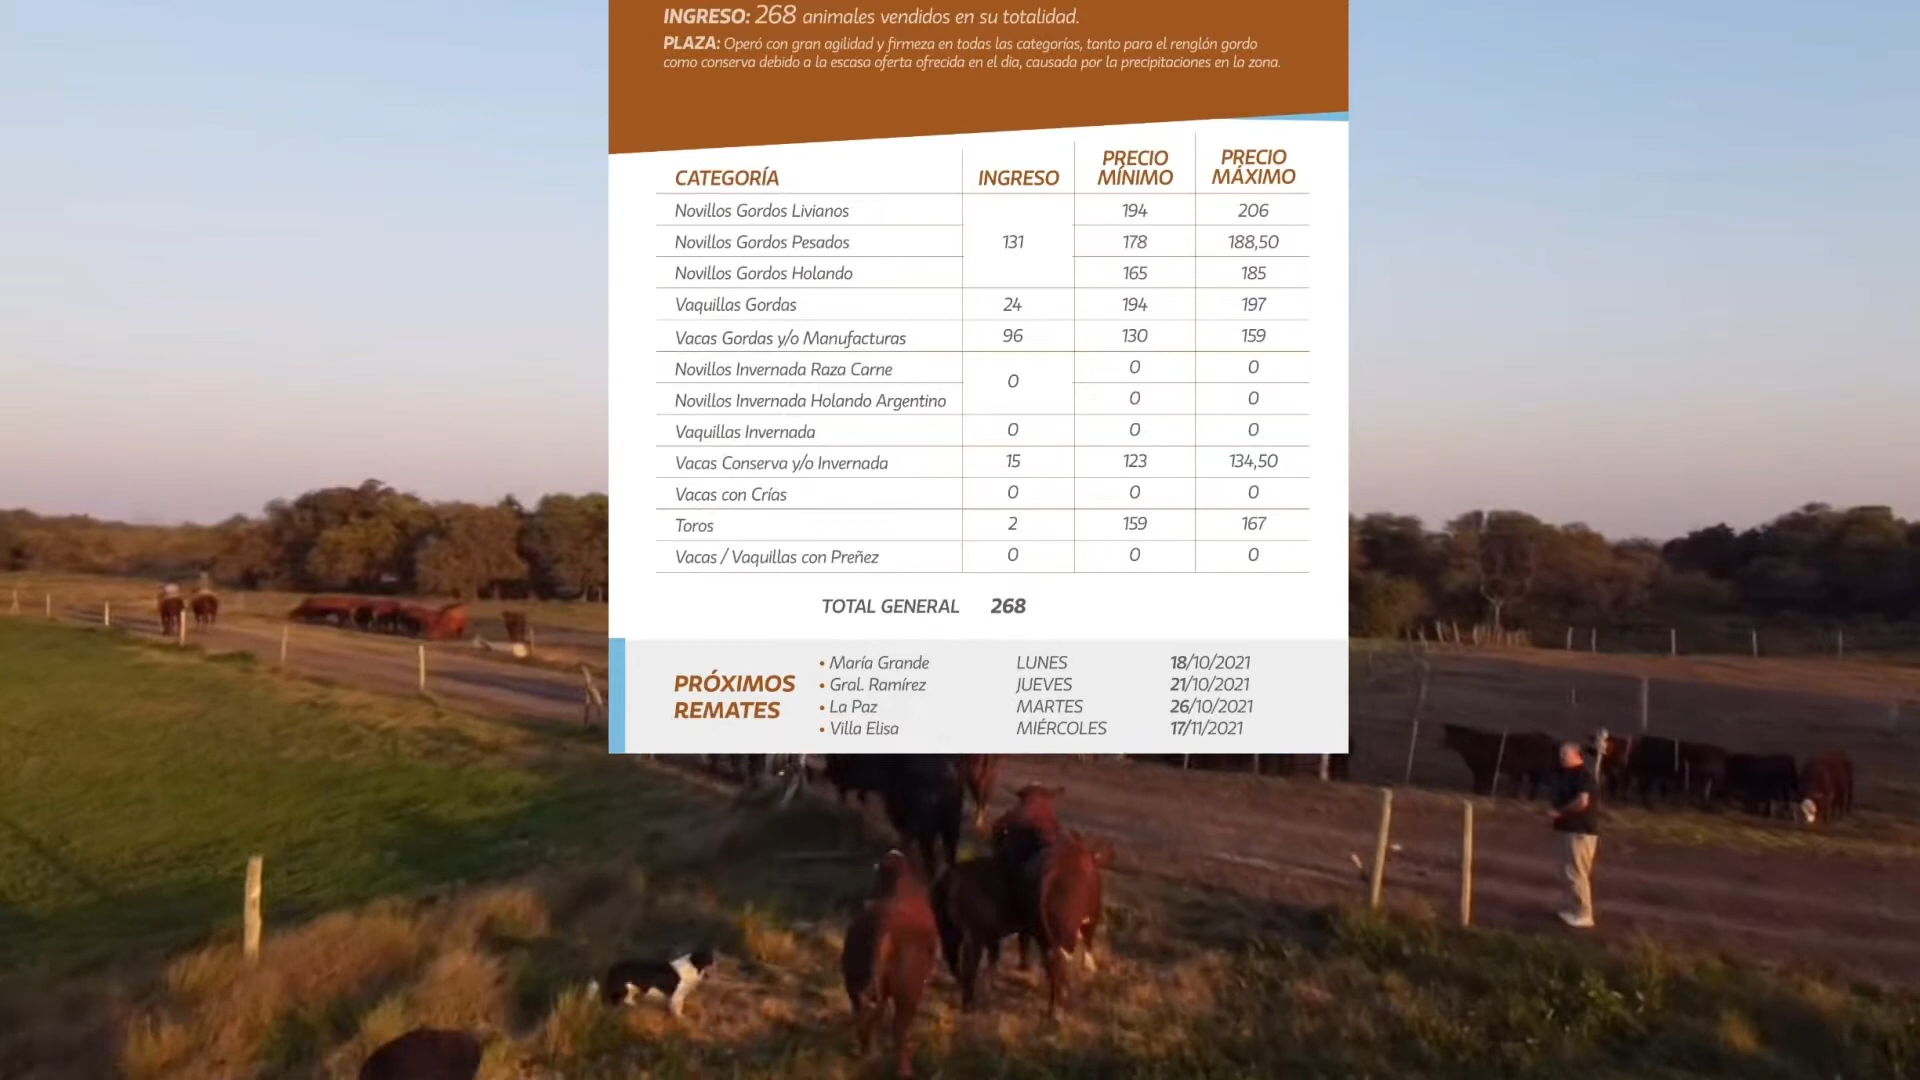 INGRESO: 268 animales vendidos en su totalidad.
PLAZA: Operó con gran agilidad y firmeza en todas las categorías, tanto para el renglón gordo
como conserva debido a la escasa oferta ofrecida en el dia, causada por la precipitaciones en la zona.
CATEGORÍA INGRESO PRECIO MÍNIMO PRECIO MÁXIMO
Novillos Gordos Livianos 194 206
Novillos Gordos Pesados 131 178 188,50
Novillos Gordos Holando 165 185
Vaquillas Gordas 24 194 197
Vacas Gordas y/o Manufacturas 96 130 159
Novillos Invernada Raza Carne 0 0 0
Novillos Invernada Holando Argentino 0 0
Vaquillas Invernada 0 0 0
Vacas Conserva y/o Invernada 15 123 134,50
Vacas con Crías 0 0 0
Toros 2 159 167
Vacas / Vaquillas con Preñez 0 0 0
TOTAL GENERAL 268
PRÓXIMOS
REMATES
• María Grande LUNES 18/10/2021
• Gral. Ramírez JUEVES 21/10/2021
• La Paz MARTES 26/10/2021
• Villa Elisa MIÉRCOLES 17/11/2021